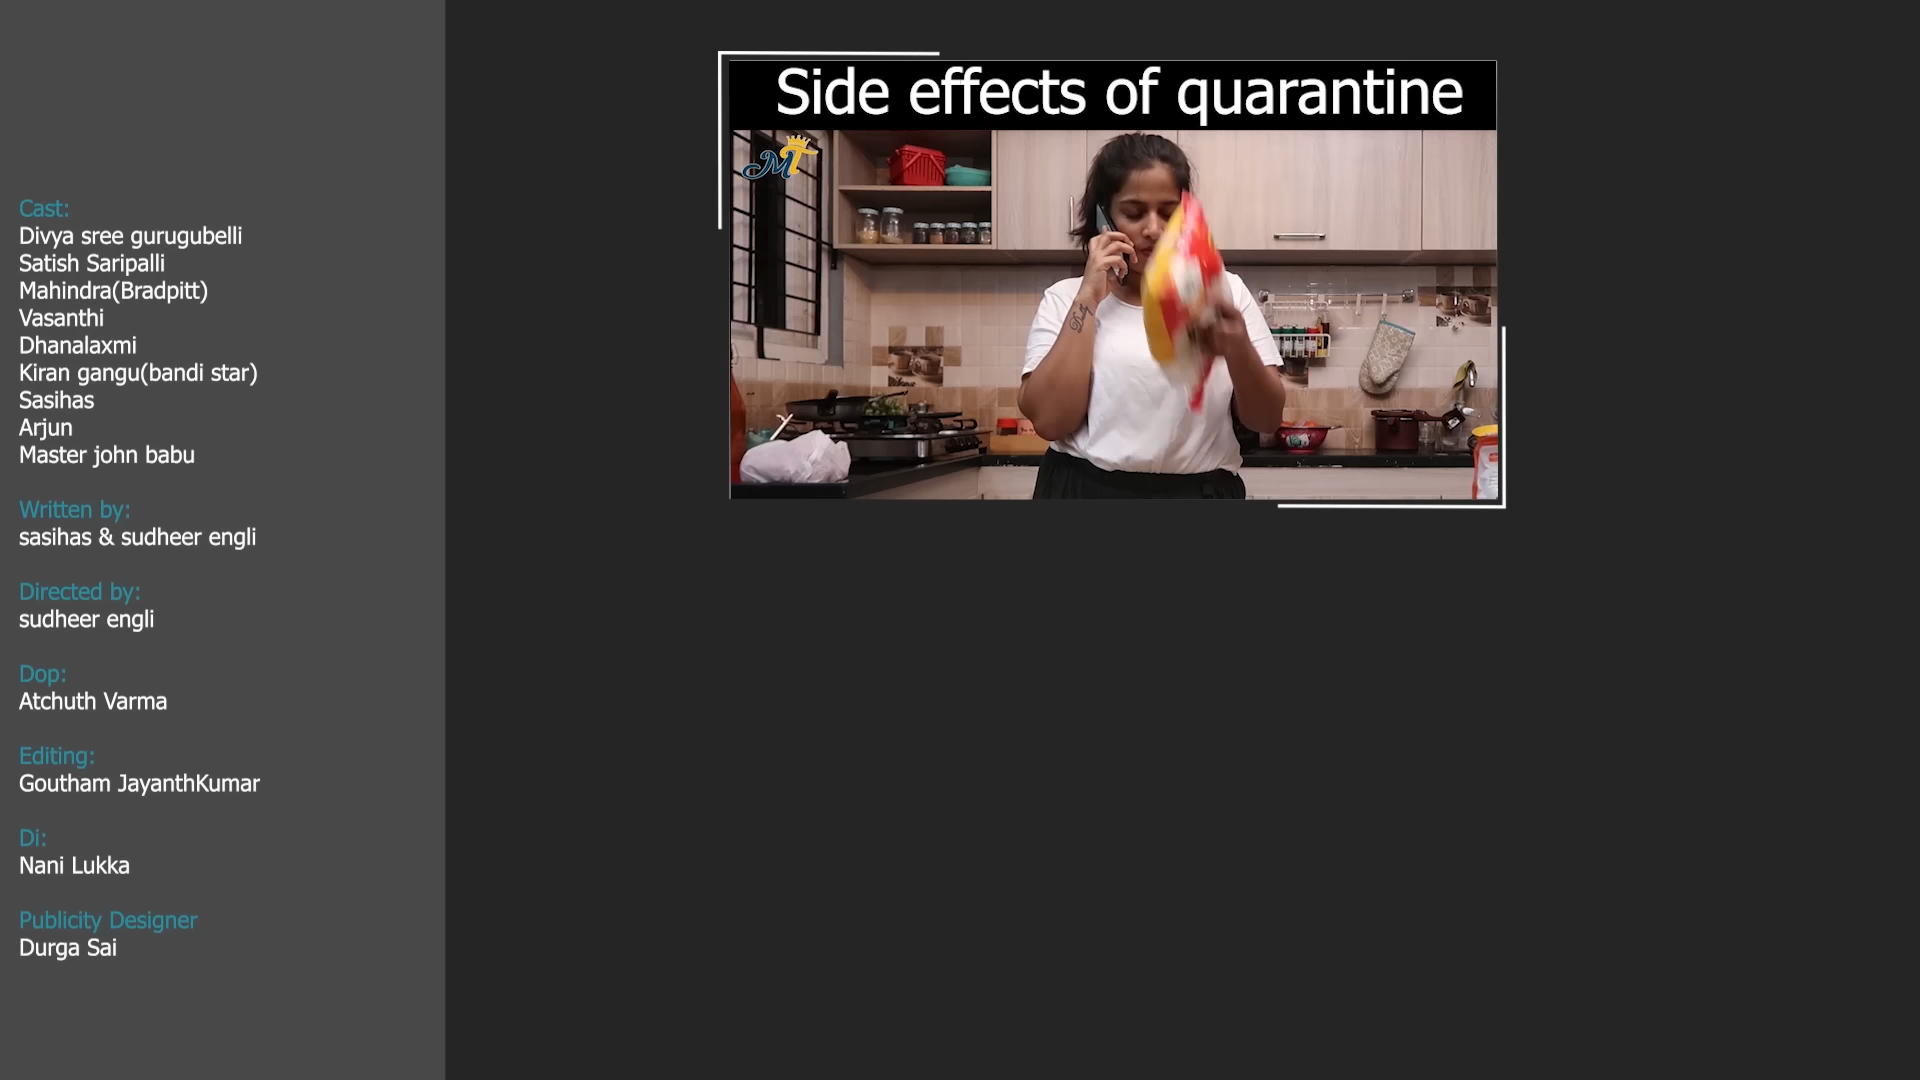 Cast:
Divya sree gurugubelli
Satish Saripalli
Mahindra(Bradpitt)
Vasanthi
Dhanalaxmi
Kiran gangu(bandi star)
Sasihas
Arjun
Master john babu
Written by:
sasihas & sudheer engli
Directed by:
sudheer engli
Dop:
Atchuth Varma
Editing:
Goutham JayanthKumar
Di:
Nani Lukka
Publicity Designer
Durga Sai
Side effects of quarantine
MT